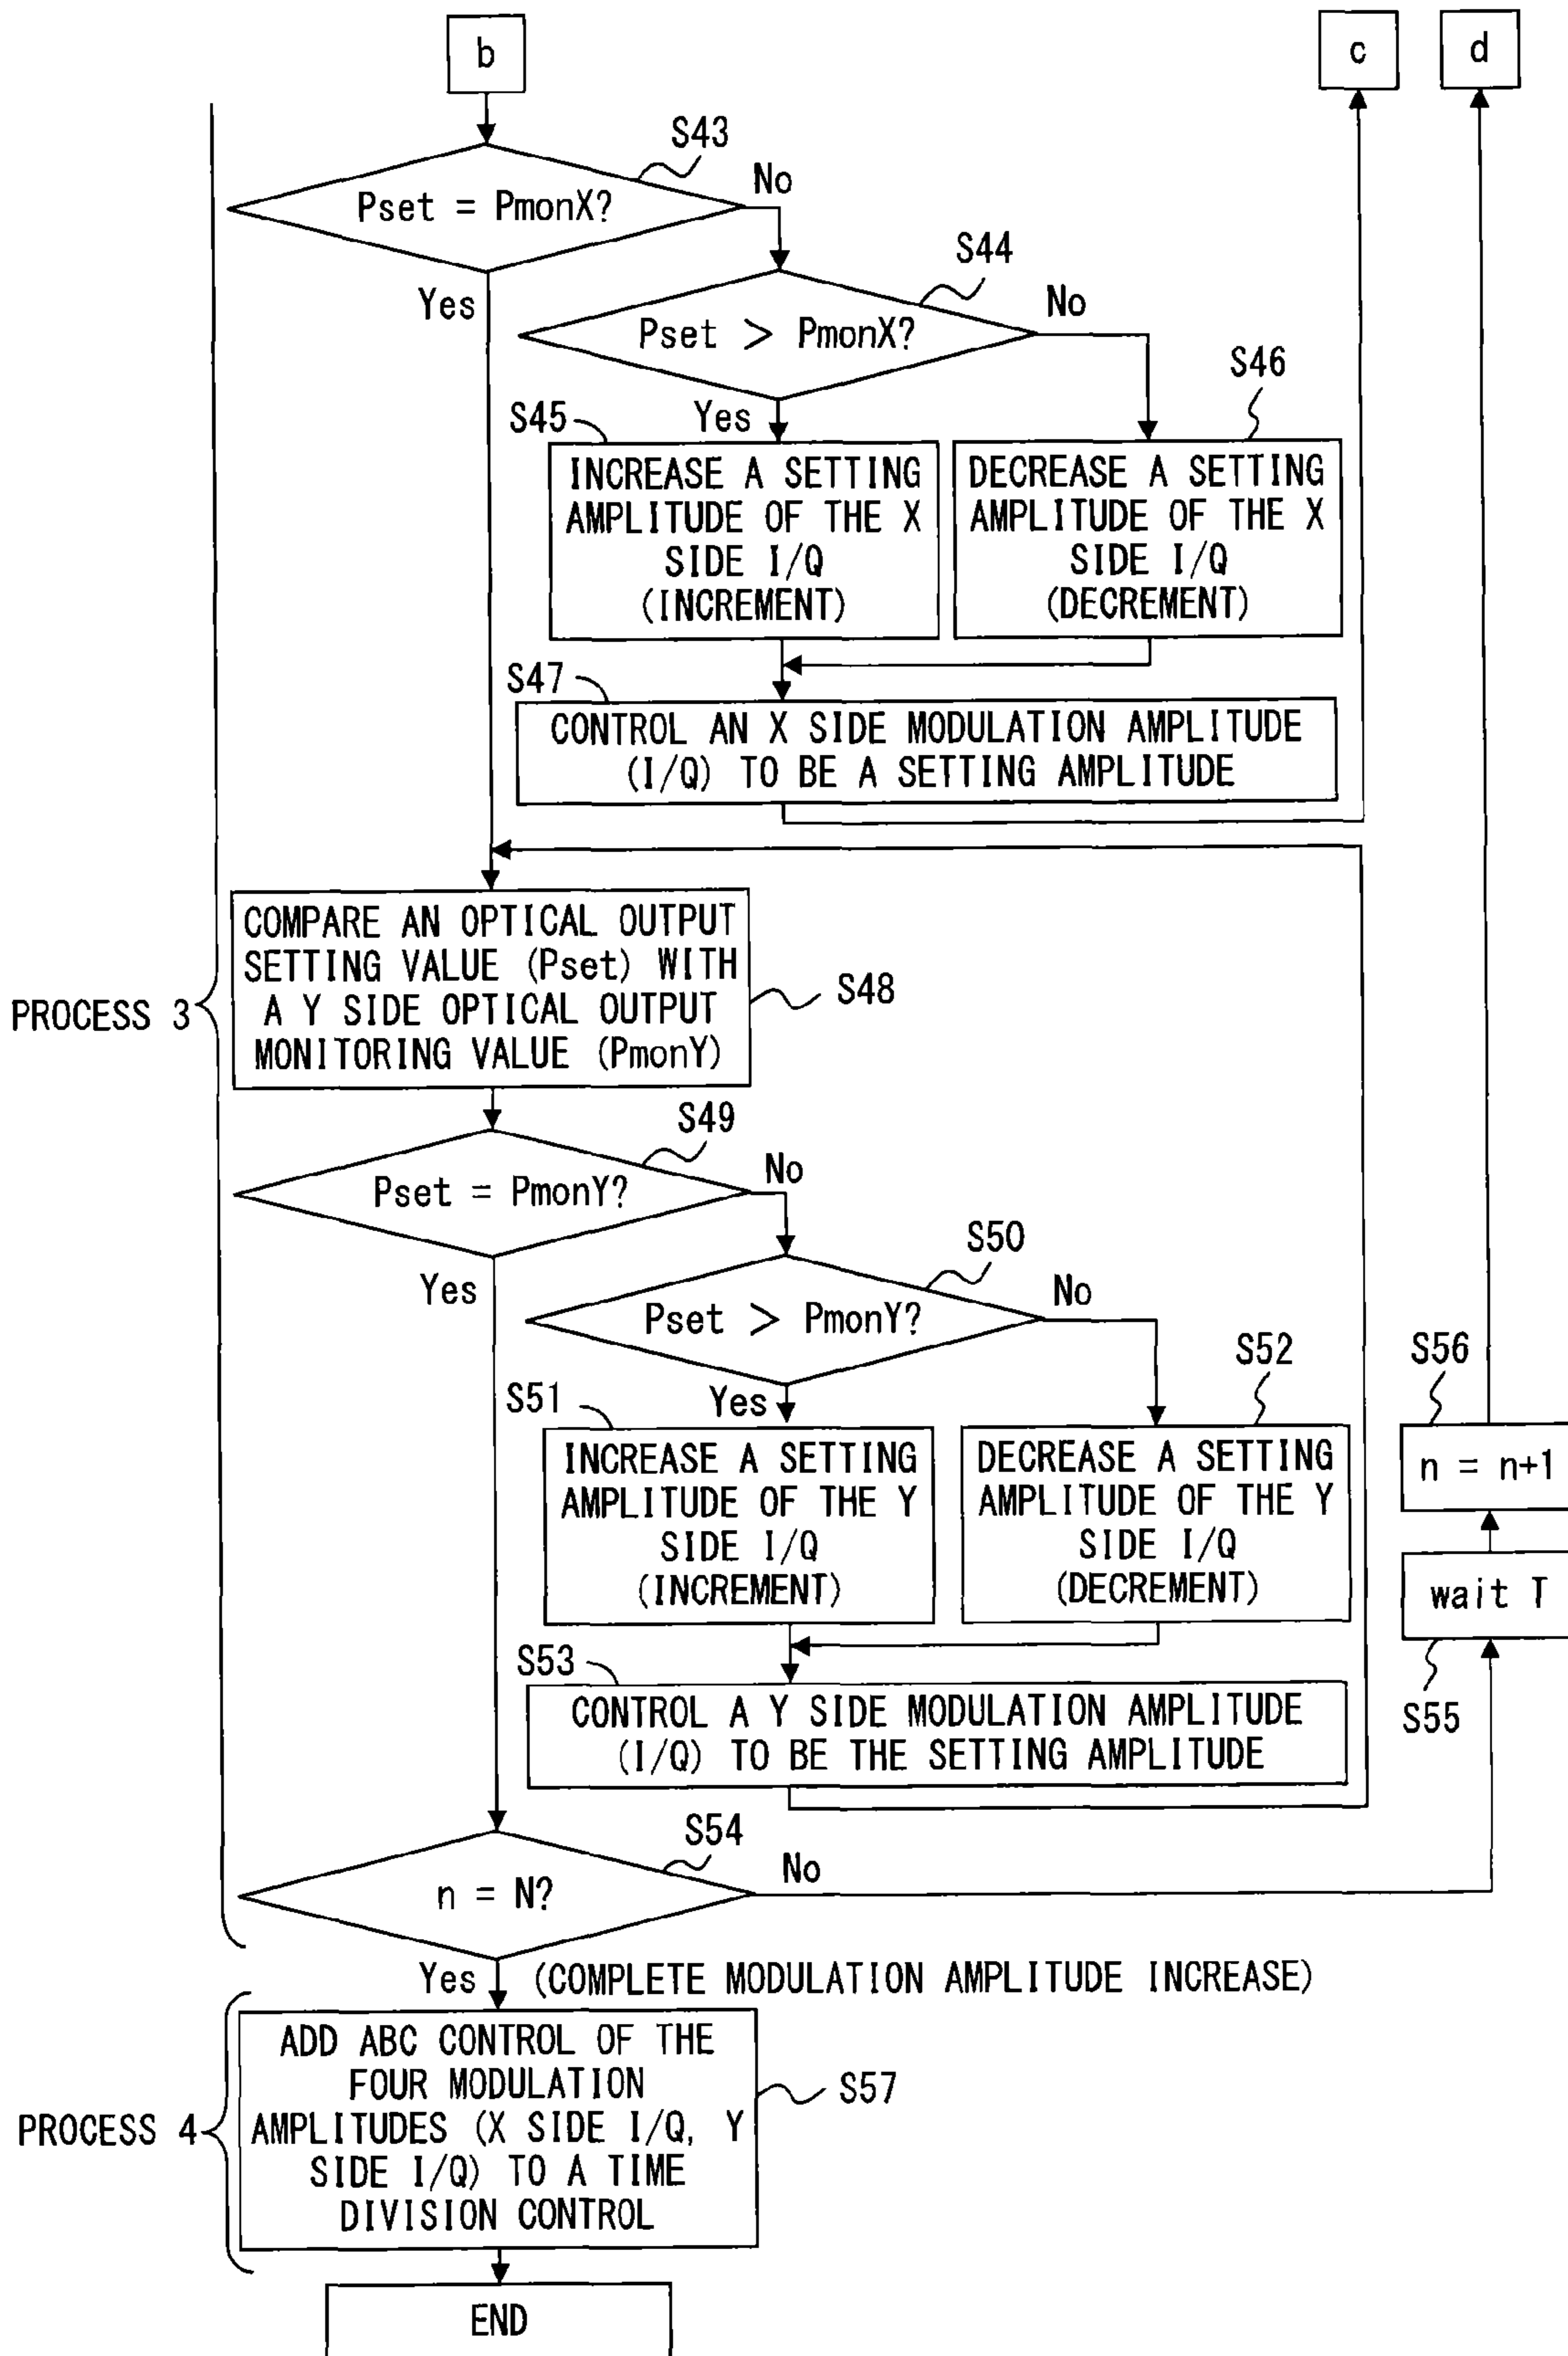 b
c
d
S43
Pset = PmonX?
No
Yes
S44
Pset > PmonX?
No
Yes
S45
INCREASE A SETTING
AMPLITUDE OF THE X
SIDE I/Q
(INCREMENT)
S46
DECREASE A SETTING
AMPLITUDE OF THE X
SIDE I/Q
(DECREMENT)
S47
CONTROL AN X SIDE MODULATION AMPLITUDE
(I/Q) TO BE A SETTING AMPLITUDE
PROCESS 3
COMPARE AN OPTICAL OUTPUT
SETTING VALUE (Pset) WITH
A Y SIDE OPTICAL OUTPUT
MONITORING VALUE (PmonY)
S48
S49
Pset = PmonY?
No
Yes
S50
Pset > PmonY?
No
Yes
S51
INCREASE A SETTING
AMPLITUDE OF THE Y
SIDE I/Q
(INCREMENT)
S52
DECREASE A SETTING
AMPLITUDE OF THE Y
SIDE I/Q
(DECREMENT)
S53
CONTROL A Y SIDE MODULATION AMPLITUDE
(I/Q) TO BE THE SETTING AMPLITUDE
S56
n = n+1
wait T
S55
S54
n = N?
No
Yes
(COMPLETE MODULATION AMPLITUDE INCREASE)
PROCESS 4
ADD ABC CONTROL OF THE
FOUR MODULATION
AMPLITUDES (X SIDE I/Q, Y
SIDE I/Q) TO A TIME
DIVISION CONTROL
S57
END